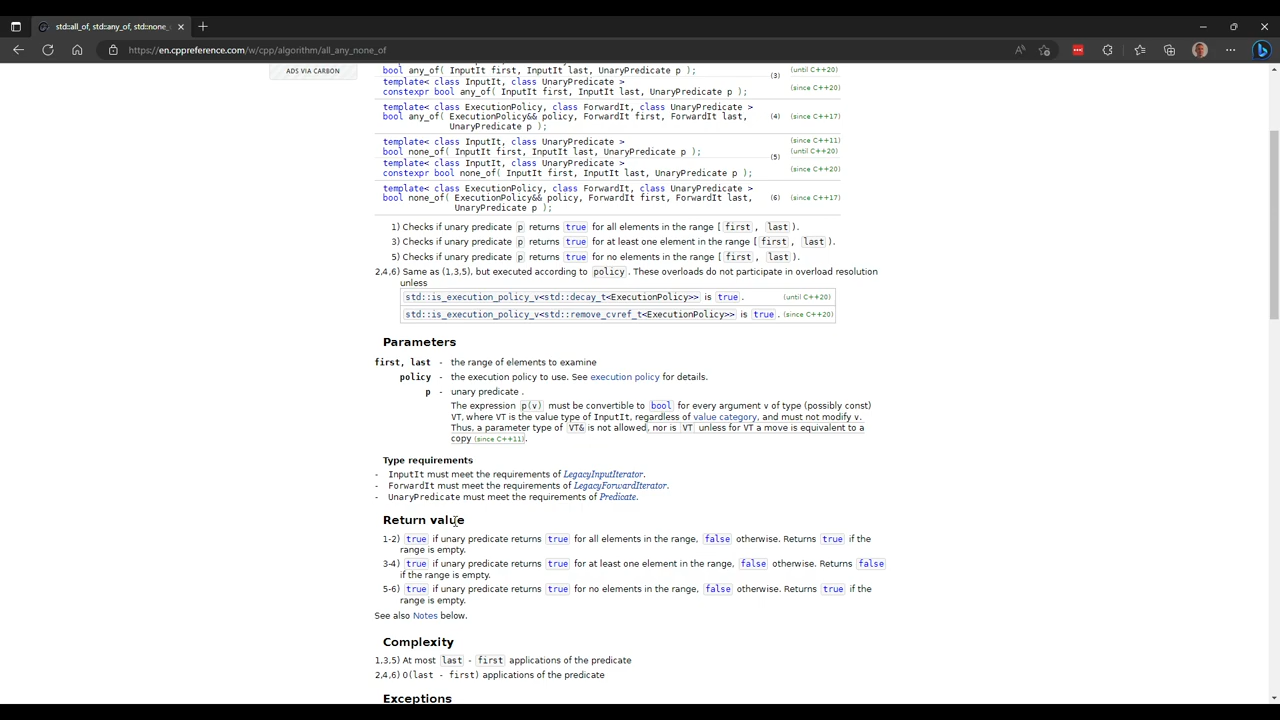 std::all_of, std::any_of, std::none_
https://en.cppreference.com/w/cpp/algorithm/all_any_none_of
ADS VIA CARBON
bool any_of( InputIt first, InputIt last, UnaryPredicate p ); (3) (until C++20)
template< class InputIt, class UnaryPredicate >
constexpr bool any_of( InputIt first, InputIt last, UnaryPredicate p ); (since C++20)
template< class ExecutionPolicy, class ForwardIt, class UnaryPredicate >
bool any_of( ExecutionPolicy&& policy, ForwardIt first, ForwardIt last, (4) (since C++17)
UnaryPredicate p );
template< class InputIt, class UnaryPredicate > (since C++11)
bool none_of( InputIt first, InputIt last, UnaryPredicate p ); (5) (until C++20)
template< class InputIt, class UnaryPredicate >
constexpr bool none_of( InputIt first, InputIt last, UnaryPredicate p ); (since C++20)
template< class ExecutionPolicy, class ForwardIt, class UnaryPredicate >
bool none_of( ExecutionPolicy&& policy, ForwardIt first, ForwardIt last, (6) (since C++17)
UnaryPredicate p );
1) Checks if unary predicate p returns true for all elements in the range [first, last).
3) Checks if unary predicate p returns true for at least one element in the range [first, last).
5) Checks if unary predicate p returns true for no elements in the range [first, last).
2,4,6) Same as (1,3,5), but executed according to policy. These overloads do not participate in overload resolution
unless
std::is_execution_policy_v<std::decay_t<ExecutionPolicy>> is true. (until C++20)
std::is_execution_policy_v<std::remove_cvref_t<ExecutionPolicy>> is true. (since C++20)
Parameters
first, last - the range of elements to examine
policy - the execution policy to use. See execution policy for details.
p - unary predicate .
The expression p(v) must be convertible to bool for every argument v of type (possibly const)
VT, where VT is the value type of InputIt, regardless of value category, and must not modify v.
Thus, a parameter type of VT& is not allowed, nor is VT unless for VT a move is equivalent to a
copy (since C++11).
Type requirements
- InputIt must meet the requirements of LegacyInputIterator.
- ForwardIt must meet the requirements of LegacyForwardIterator.
- UnaryPredicate must meet the requirements of Predicate.
Return value
1-2) true if unary predicate returns true for all elements in the range, false otherwise. Returns true if the
range is empty.
3-4) true if unary predicate returns true for at least one element in the range, false otherwise. Returns false
if the range is empty.
5-6) true if unary predicate returns true for no elements in the range, false otherwise. Returns true if the
range is empty.
See also Notes below.
Complexity
1,3,5) At most last - first applications of the predicate
2,4,6) O(last - first) applications of the predicate
Exceptions